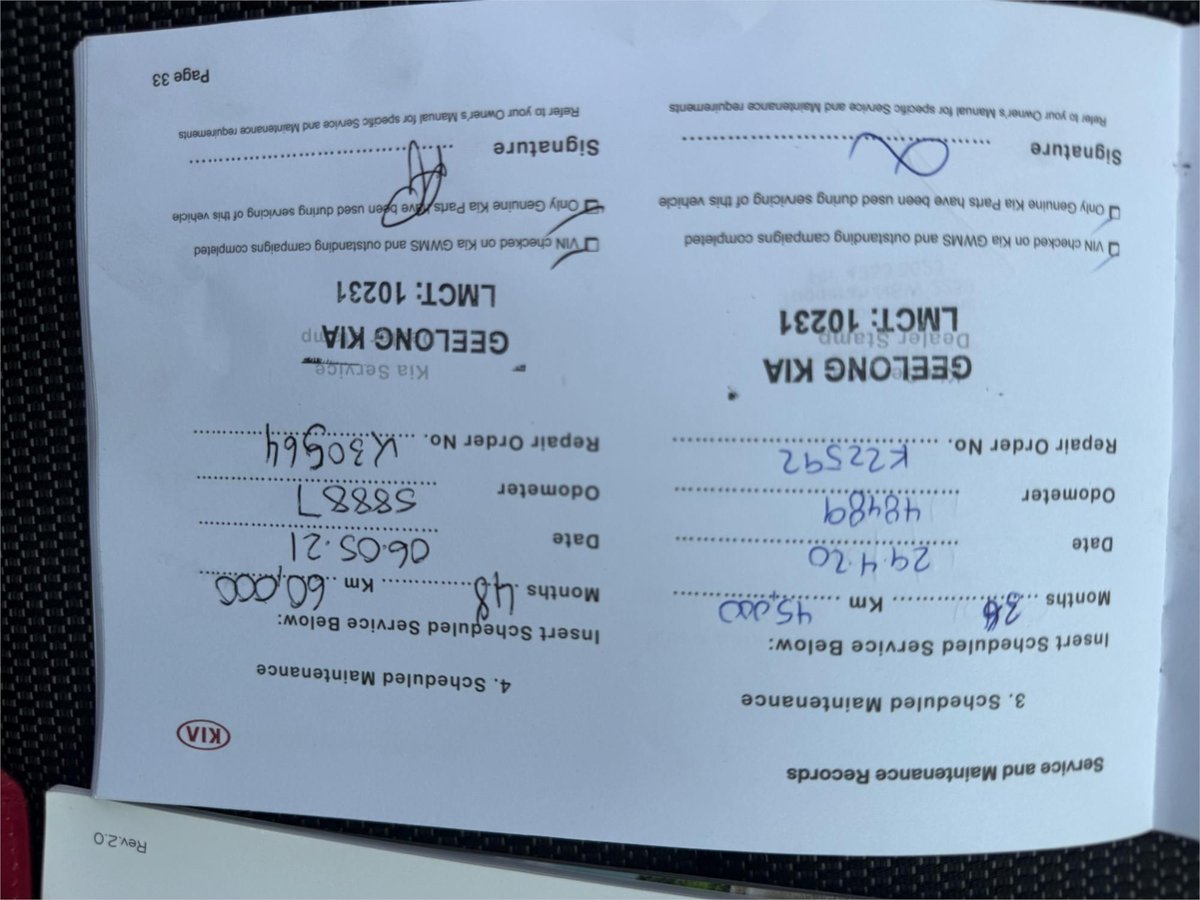 Service and Maintenance Records
KIA
3. Scheduled Maintenance
Insert Scheduled Service Below:
Months 36 Km 45,000
Date 29.4.20
Odometer 48489
Repair Order No. K22592
GEELONG KIA
Dealer Stamp
LMCT: 10231
VIN checked on Kia GWMS and outstanding campaigns completed
Only Genuine Kia Parts have been used during servicing of this vehicle
Signature
Refer to your Owner's Manual for specific Service and Maintenance requirements
4. Scheduled Maintenance
Insert Scheduled Service Below:
Months 48 Km 60,000
Date 06.05.21
Odometer 58887
Repair Order No. K30564
Kia Service
GEELONG KIA
LMCT: 10231
VIN checked on Kia GWMS and outstanding campaigns completed
Only Genuine Kia Parts have been used during servicing of this vehicle
Signature
Refer to your Owner's Manual for specific Service and Maintenance requirements
Page 33
Rev.2.0